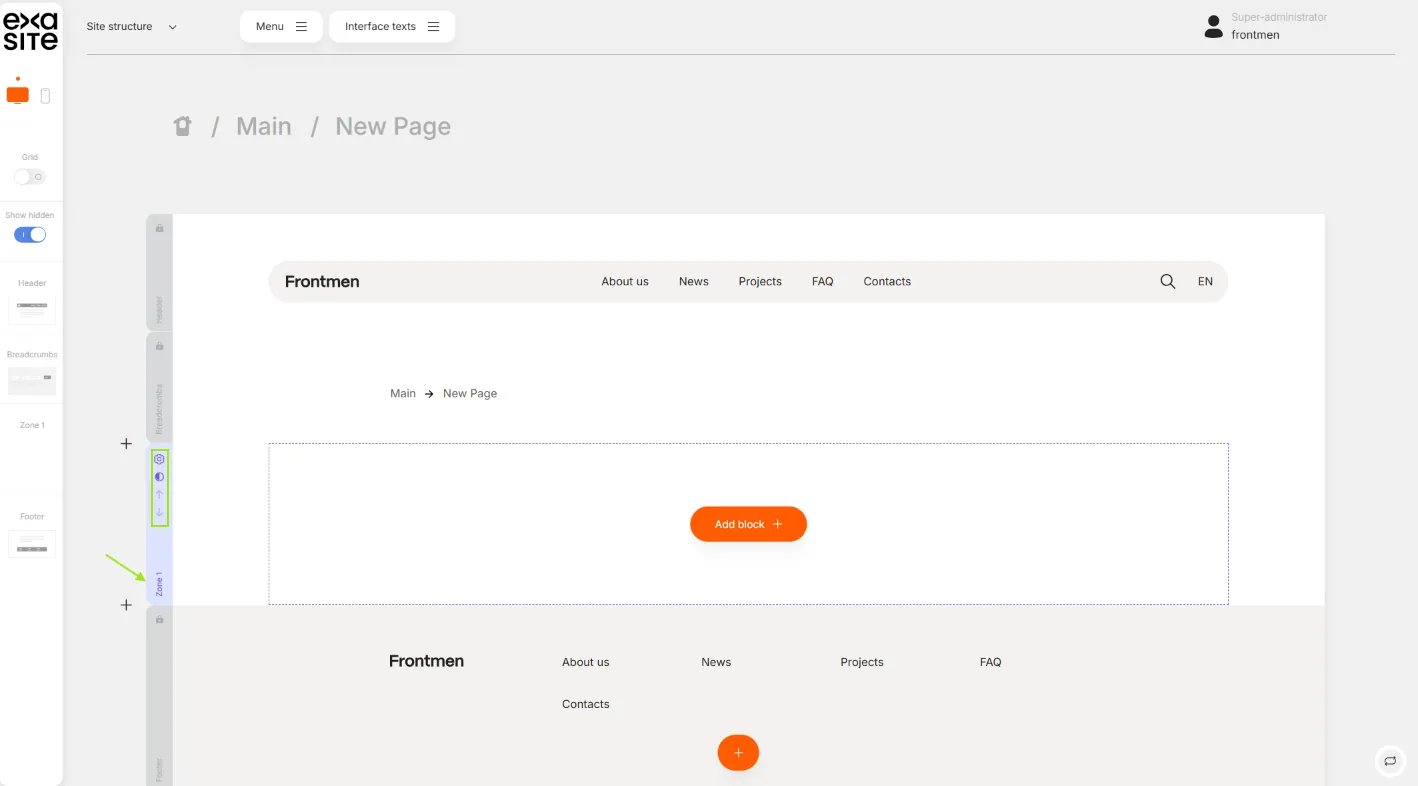 exa
SITE
Site structure
Menu
Interface texts
Super-administrator
frontmen
Grid
Show hidden
Header
Breadcrumbs
Zone 1
Footer
/ Main / New Page
Header
Breadcrumbs
Zone 1
Footer
Frontmen About us News Projects FAQ Contacts EN
Main → New Page
Add block +
Frontmen About us News Projects FAQ
Contacts